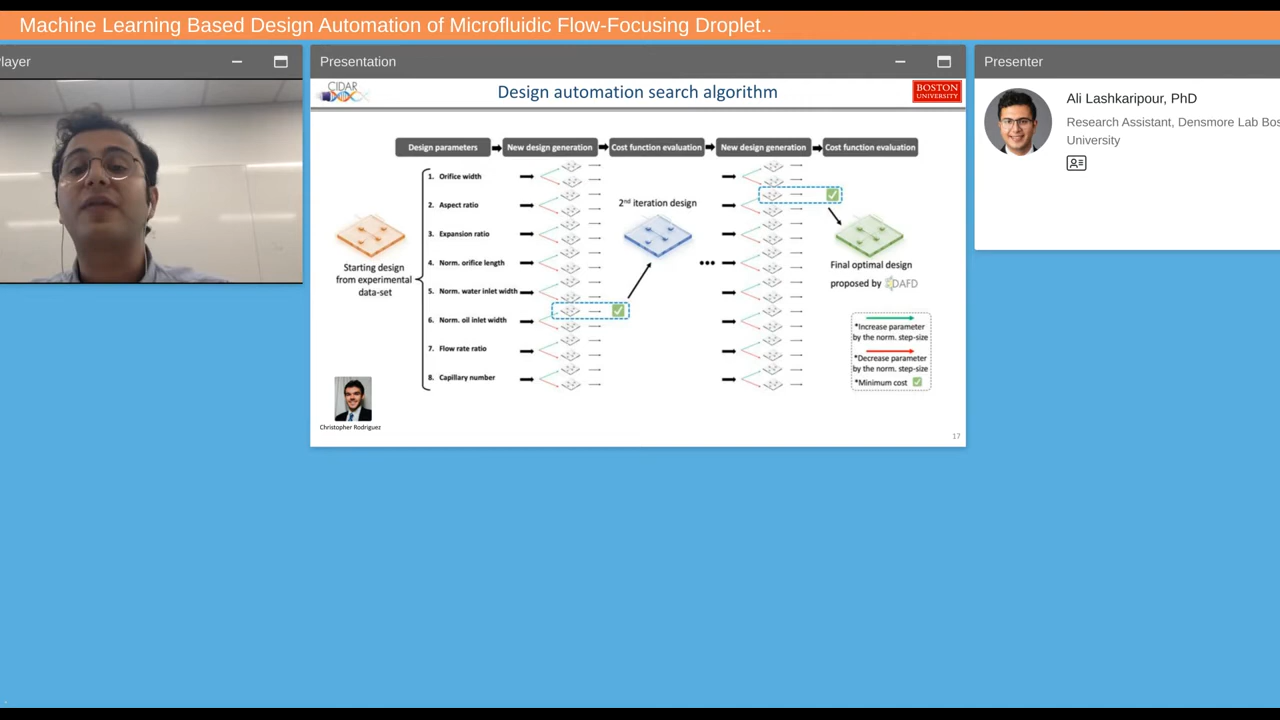 Machine Learning Based Design Automation of Microfluidic Flow-Focusing Droplet..
layer
Presentation
Presenter
CIDAR
Design automation search algorithm
BOSTON
UNIVERSITY
Ali Lashkaripour, PhD
Research Assistant, Densmore Lab Bos
University
Design parameters
New design generation
Cost function evaluation
New design generation
Cost function evaluation
1. Orifice width
2. Aspect ratio
3. Expansion ratio
4. Norm. orifice length
5. Norm. water inlet width
6. Norm. oil inlet width
7. Flow rate ratio
8. Capillary number
Starting design
from experimental
data-set
2nd iteration design
Final optimal design
proposed by DAFD
*Increase parameter
by the norm. step-size
*Decrease parameter
by the norm. step-size
*Minimum cost
Christopher Rodriguez
17